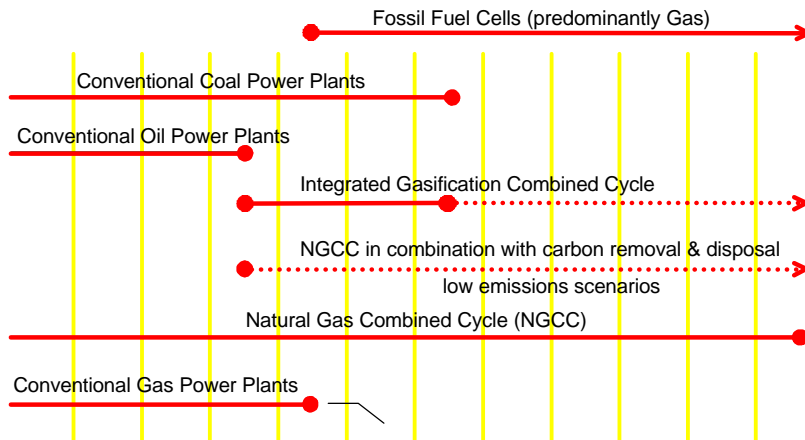 Fossil Fuel Cells (predominantly Gas)
Conventional Coal Power Plants
Conventional Oil Power Plants
Integrated Gasification Combined Cycle
NGCC in combination with carbon removal & disposal
low emissions scenarios
Natural Gas Combined Cycle (NGCC)
Conventional Gas Power Plants